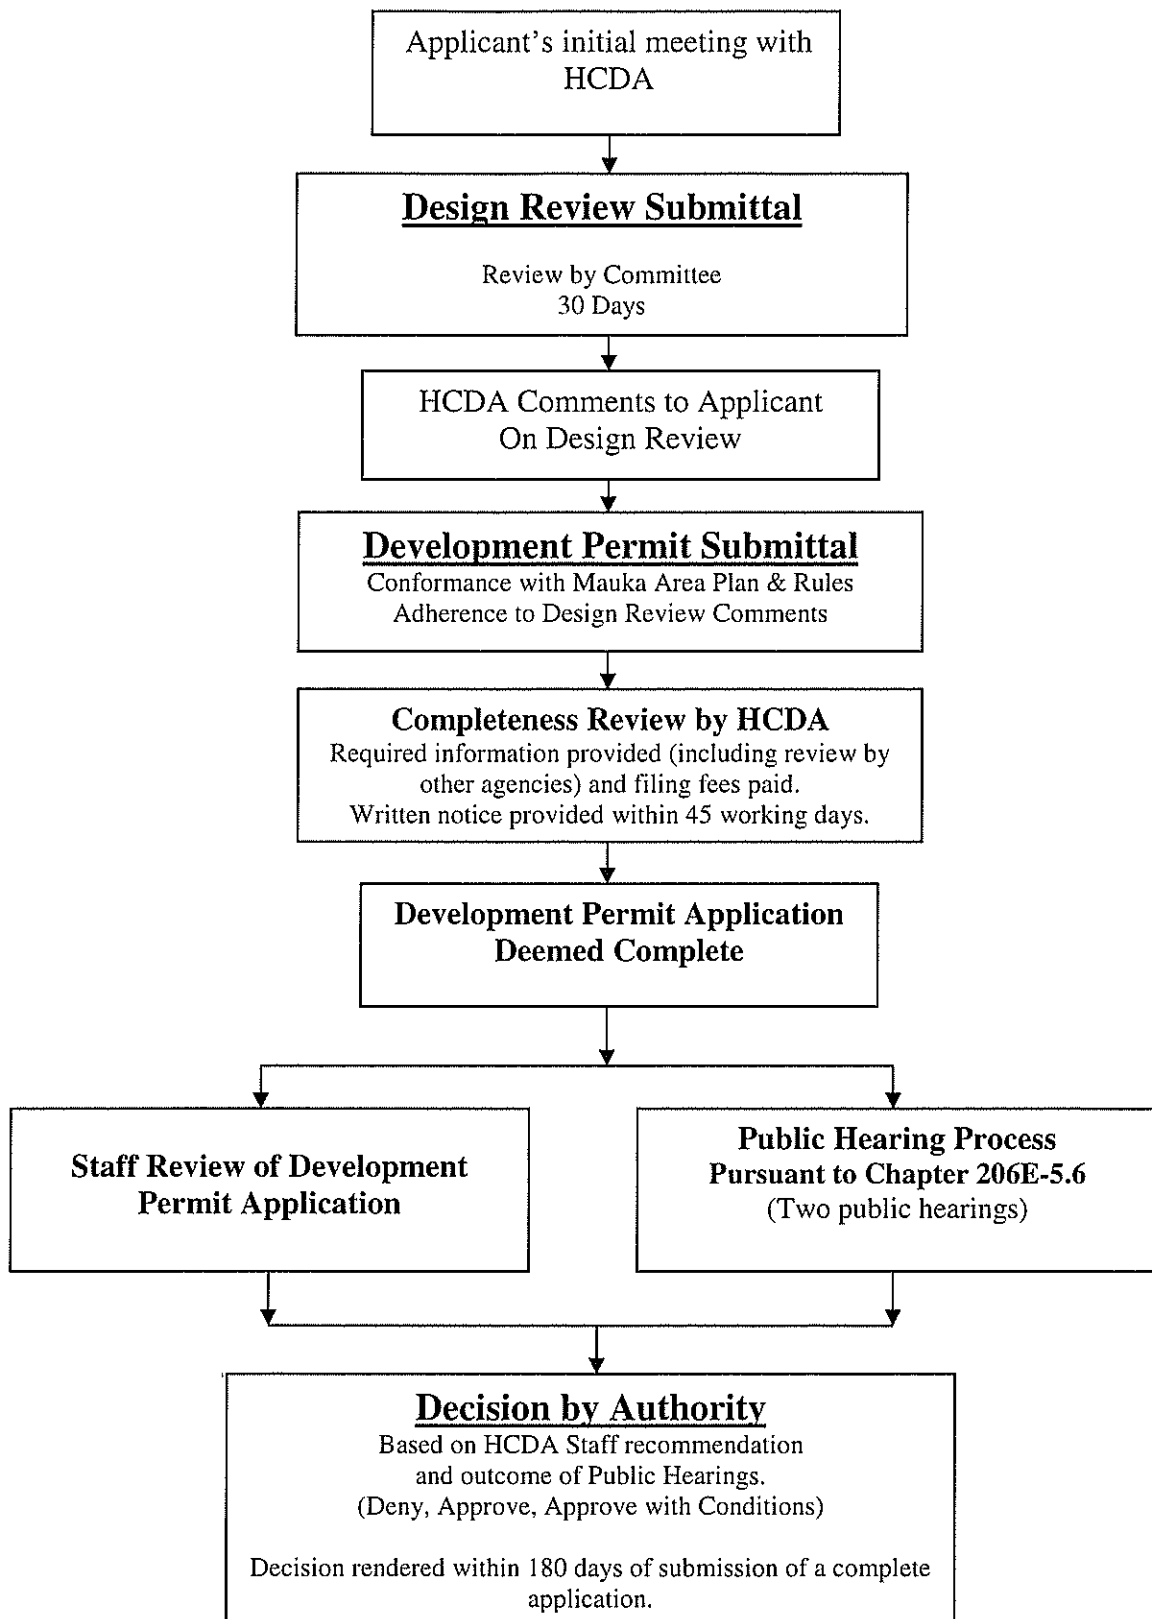 Applicant's initial meeting with
HCDA
Design Review Submittal
Review by Committee
30 Days
HCDA Comments to Applicant
On Design Review
Development Permit Submittal
Conformance with Mauka Area Plan & Rules
Adherence to Design Review Comments
Completeness Review by HCDA
Required information provided (including review by
other agencies) and filing fees paid.
Written notice provided within 45 working days.
Development Permit Application
Deemed Complete
Staff Review of Development
Permit Application
Public Hearing Process
Pursuant to Chapter 206E-5.6
(Two public hearings)
Decision by Authority
Based on HCDA Staff recommendation
and outcome of Public Hearings.
(Deny, Approve, Approve with Conditions)
Decision rendered within 180 days of submission of a complete
application.